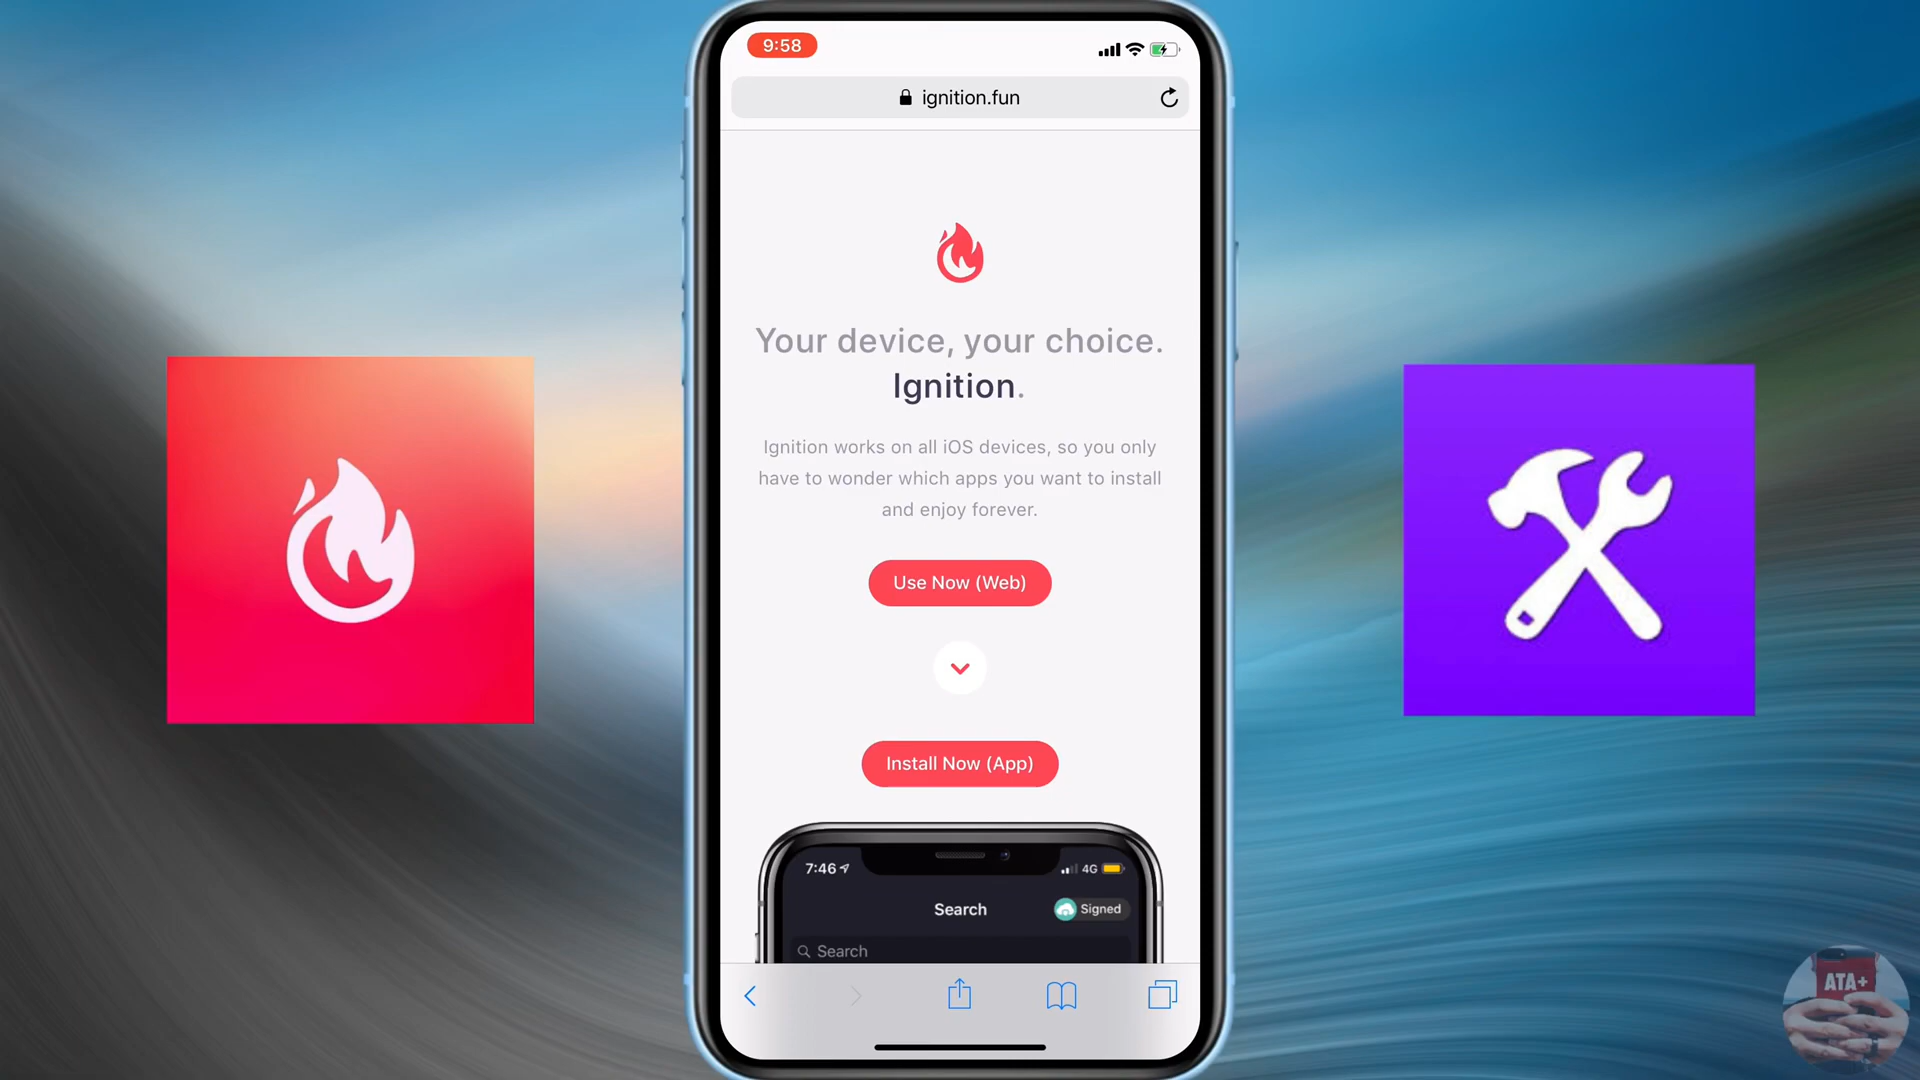 9:58
ignition.fun
Your device, your choice.
Ignition.
Ignition works on all iOS devices, so you only
have to wonder which apps you want to install
and enjoy forever.
Use Now (Web)
Install Now (App)
7:46
4G
Search
Signed
Search
ATA+